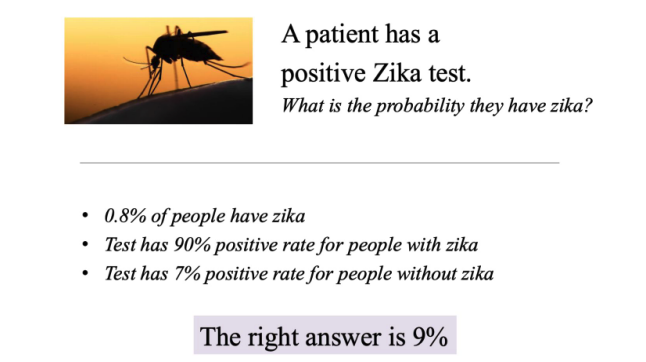 A patient has a
positive Zika test.
What is the probability they have zika?
• 0.8% of people have zika
• Test has 90% positive rate for people with zika
• Test has 7% positive rate for people without zika
The right answer is 9%